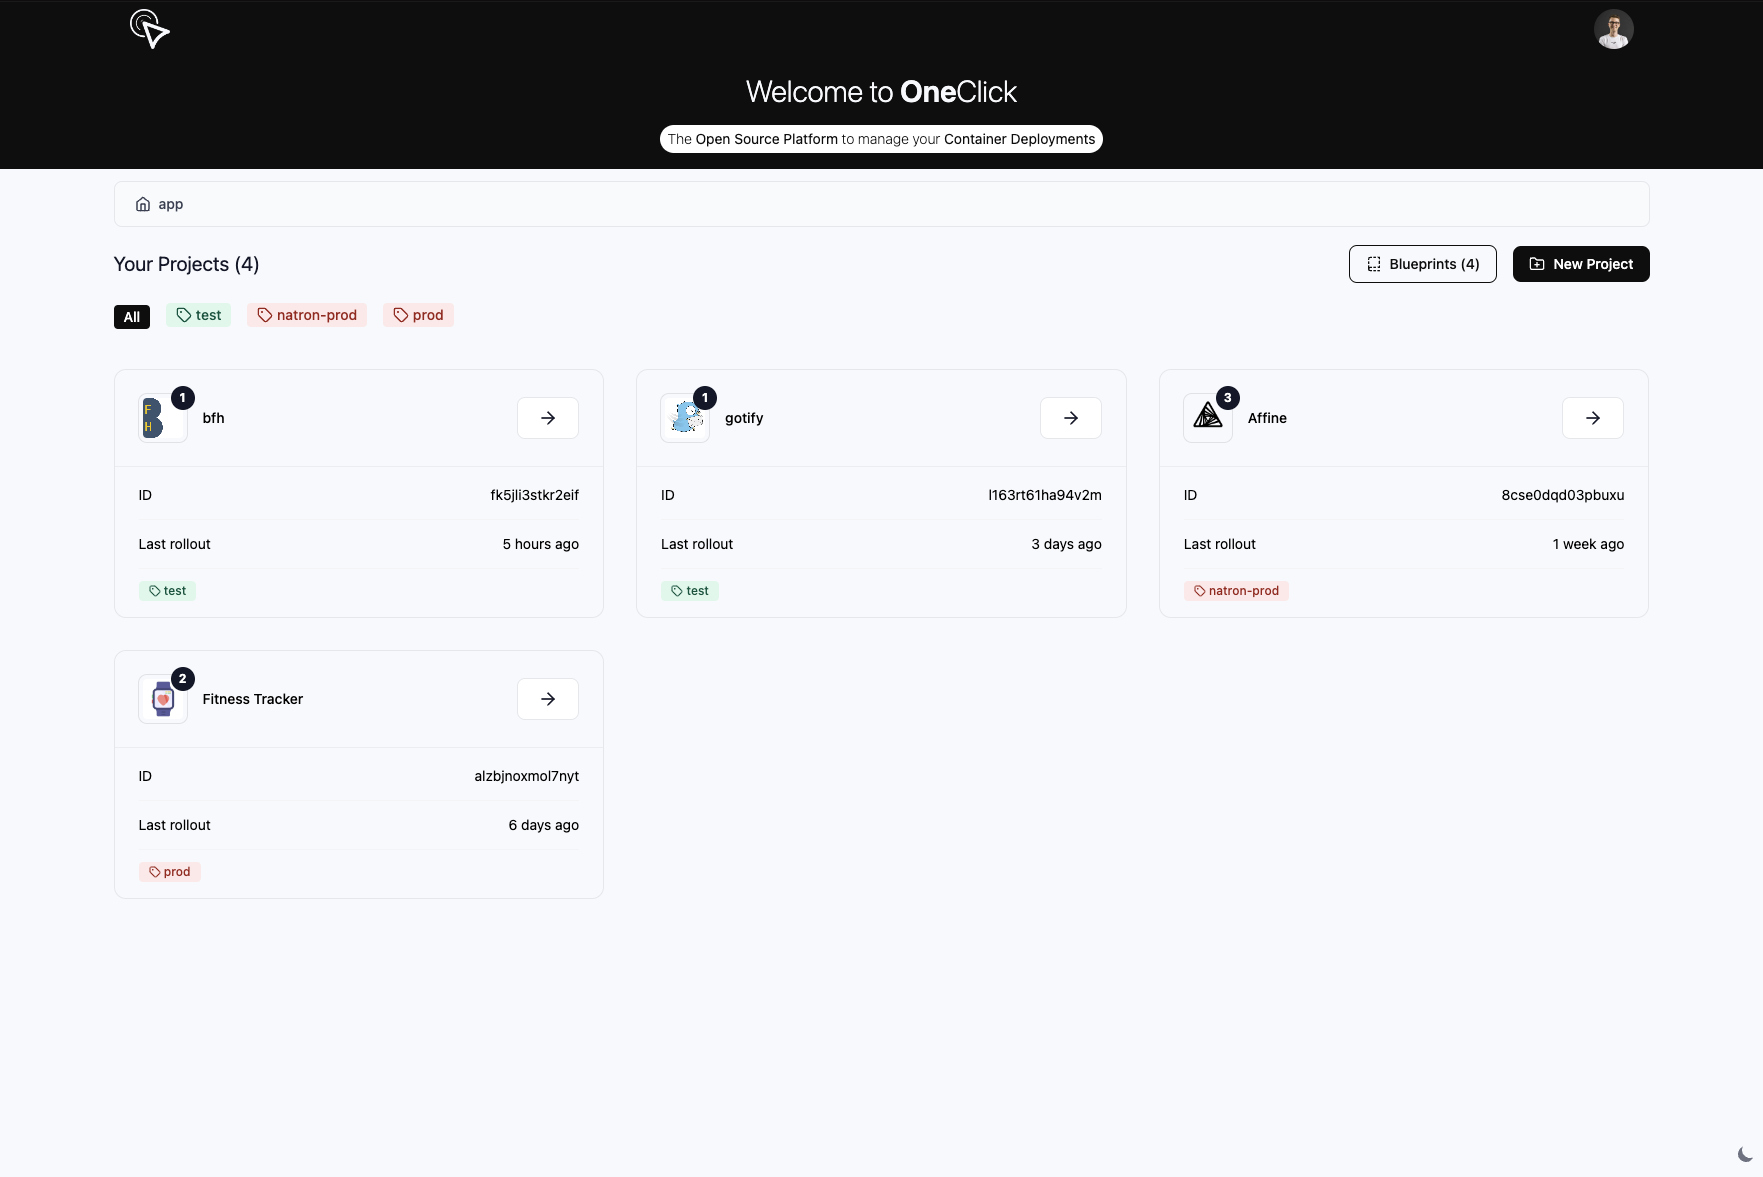 Welcome to OneClick
The Open Source Platform to manage your Container Deployments
app
Your Projects (4)
Blueprints (4)
New Project
All
test
natron-prod
prod
F
H
1
bfh
ID
fk5jli3stkr2eif
Last rollout
5 hours ago
test
1
gotify
ID
l163rt61ha94v2m
Last rollout
3 days ago
test
3
Affine
ID
8cse0dqd03pbuxu
Last rollout
1 week ago
natron-prod
2
Fitness Tracker
ID
alzbjnoxmol7nyt
Last rollout
6 days ago
prod